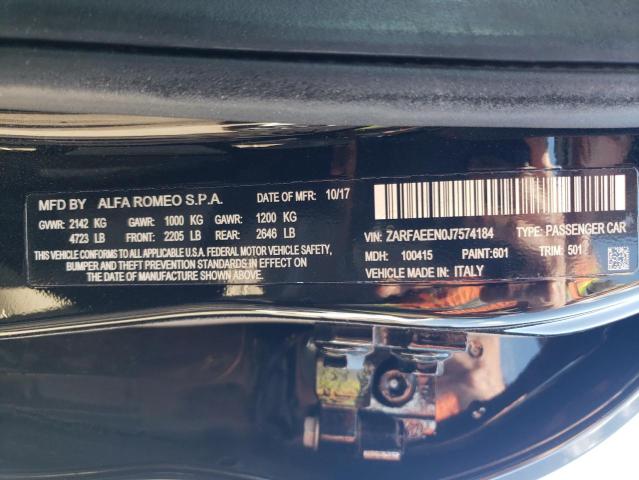 MFD BY ALFA ROMEO S.P.A. DATE OF MFR: 10/17
GVWR: 2142 KG GAWR: 1000 KG GAWR: 1200 KG
4723 LB FRONT: 2205 LB REAR: 2646 LB
THIS VEHICLE CONFORMS TO ALL APPLICABLE U.S.A. FEDERAL MOTOR VEHICLE SAFETY,
BUMPER AND THEFT PREVENTION STANDARDS IN EFFECT ON
THE DATE OF MANUFACTURE SHOWN ABOVE.
VIN: ZARFAEEN0J7574184 TYPE: PASSENGER CAR
MDH: 100415 PAINT:601 TRIM: 501
VEHICLE MADE IN: ITALY